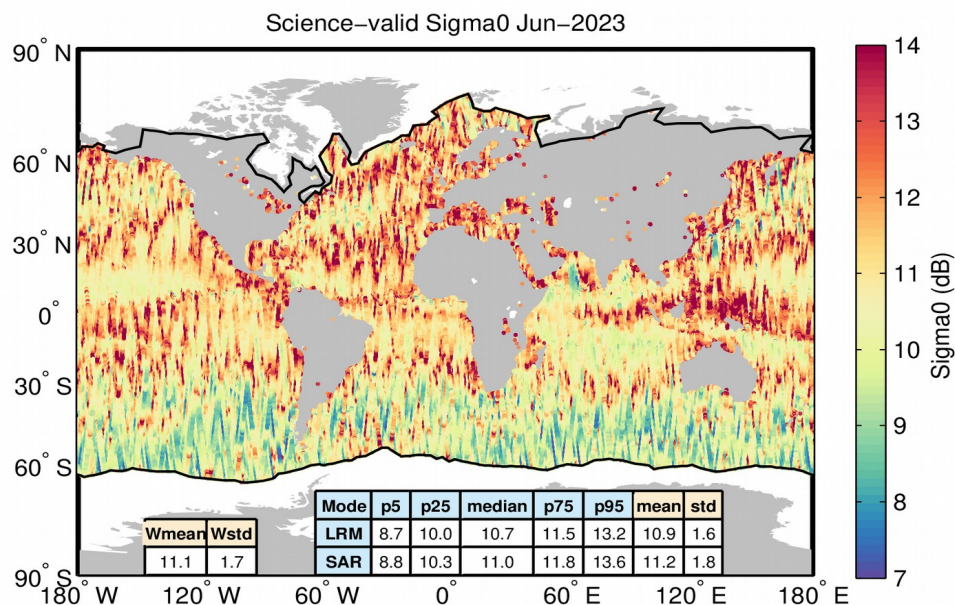 Science−valid Sigma0 Jun−2023
90° N
60° N
30° N
0°
30° S
60° S
90° S
180° W
120° W
60° W
0°
60° E
120° E
180° E
Wmean Wstd
11.1 1.7
Mode p5 p25 median p75 p95 mean std
LRM 8.7 10.0 10.7 11.5 13.2 10.9 1.6
SAR 8.8 10.3 11.0 11.8 13.6 11.2 1.8
14
13
12
11
10
9
8
7
Sigma0 (dB)